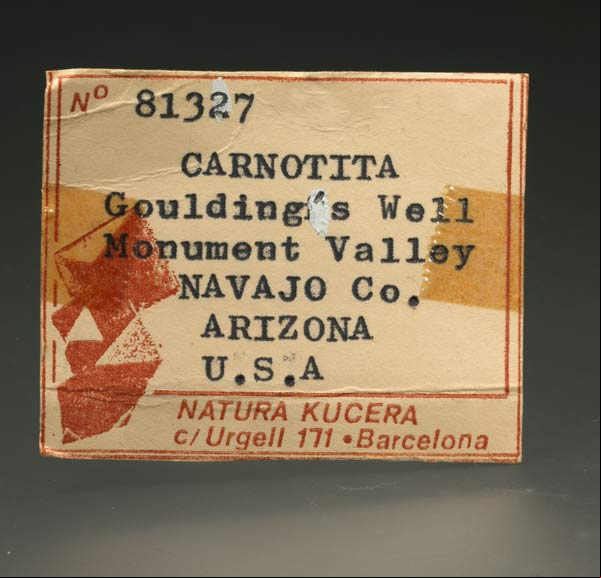 Nº 81327
CARNOTITA
Goulding's Well
Monument Valley
NAVAJO Co.
ARIZONA
U.S.A
NATURA KUCERA
c/Urgell 171 • Barcelona